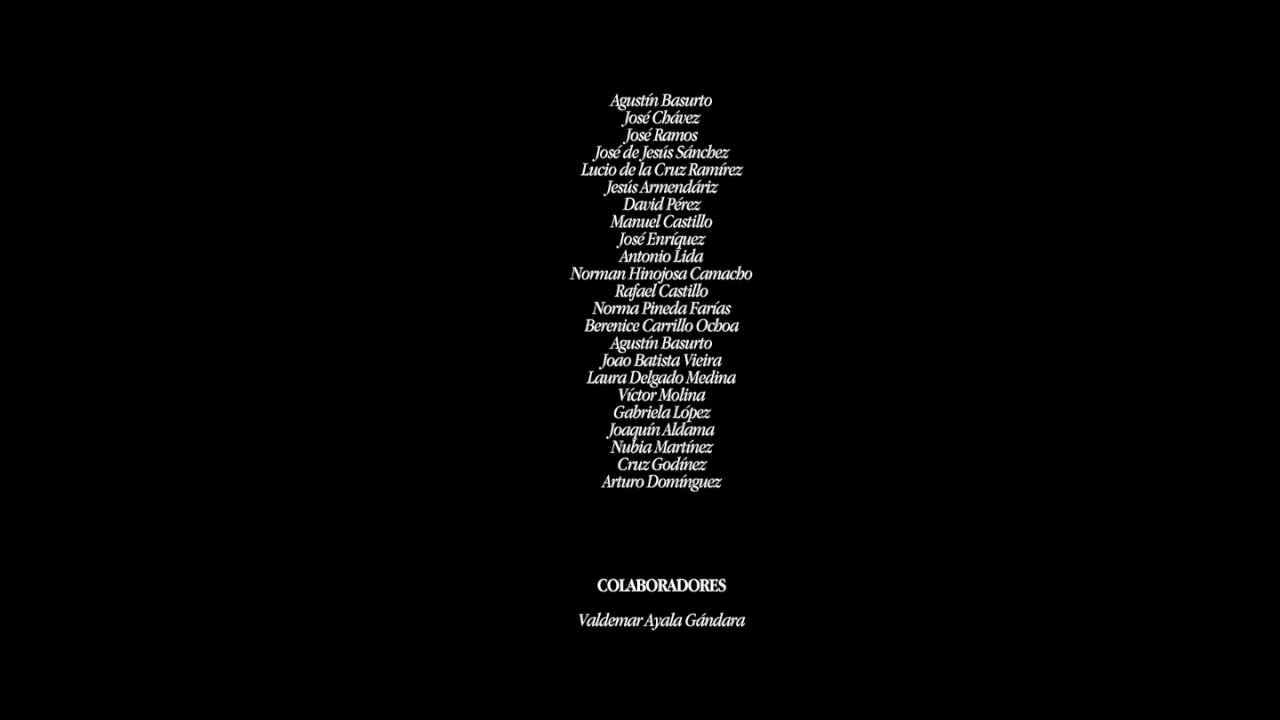 Agustín Basurto
José Chávez
José Ramos
José de Jesús Sánchez
Lucio de la Cruz Ramírez
Jesús Armendáriz
David Pérez
Manuel Castillo
José Enríquez
Antonio Lida
Norman Hinojosa Camacho
Rafael Castillo
Norma Pineda Farías
Berenice Carrillo Ochoa
Agustín Basurto
Joao Batista Vieira
Laura Delgado Medina
Víctor Molina
Gabriela López
Joaquín Aldama
Nubia Martínez
Cruz Godínez
Arturo Domínguez
COLABORADORES
Valdemar Ayala Gándara